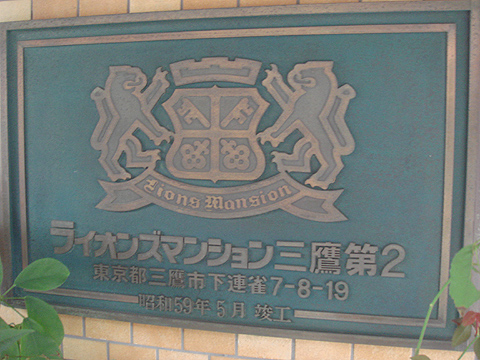 Lions Mansion
ライオンズマンション三鷹第2
東京都三鷹市下連雀7-8-19
昭和59年5月 竣工